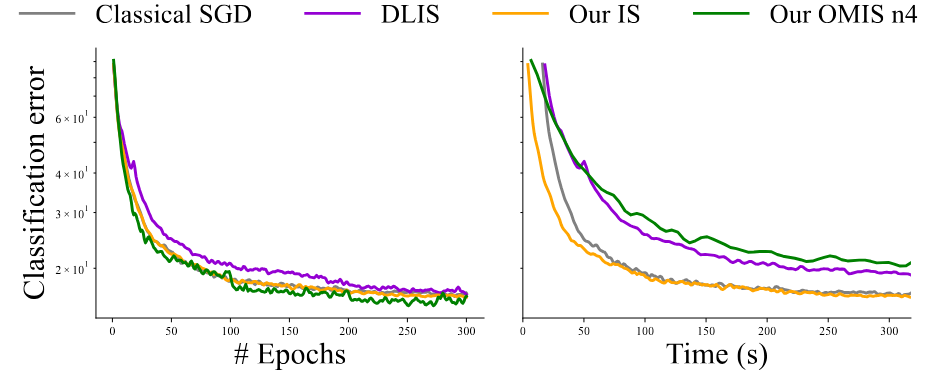 Classical SGD DLIS Our IS Our OMIS n4
Classification error
6 × 10¹
4 × 10¹
3 × 10¹
2 × 10¹
0 50 100 150 200 250 300
# Epochs
0 50 100 150 200 250 300
Time (s)